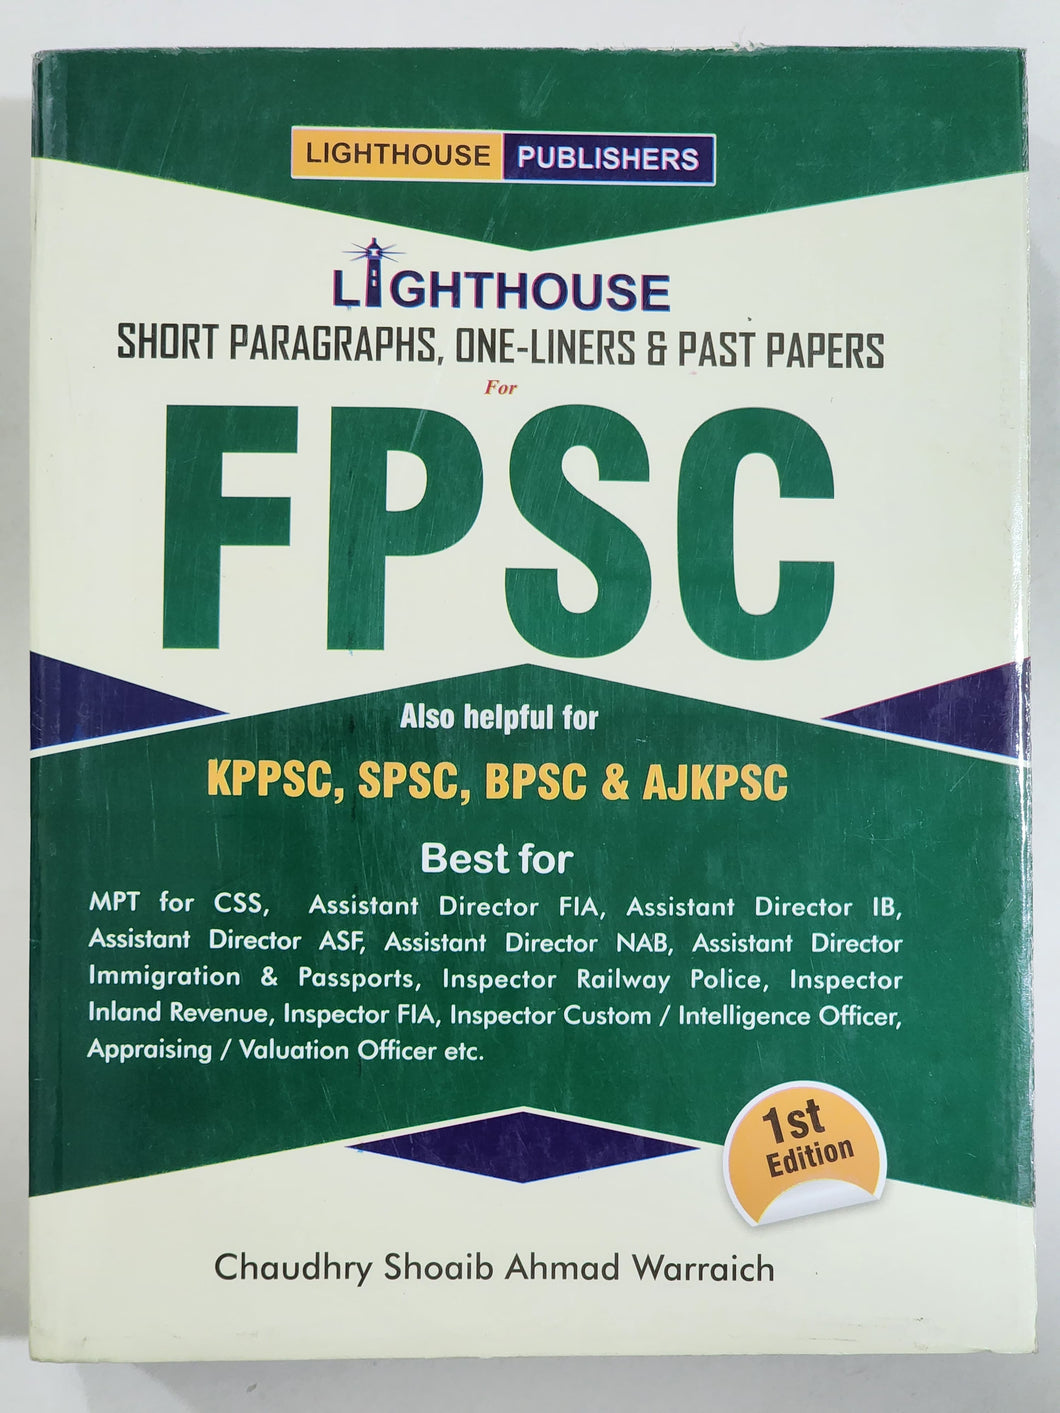 LIGHTHOUSE PUBLISHERS
LIGHTHOUSE
SHORT PARAGRAPHS, ONE-LINERS & PAST PAPERS
For
FPSC
Also helpful for
KPPSC, SPSC, BPSC & AJKPSC
Best for
MPT for CSS, Assistant Director FIA, Assistant Director IB,
Assistant Director ASF, Assistant Director NAB, Assistant Director
Immigration & Passports, Inspector Railway Police, Inspector
Inland Revenue, Inspector FIA, Inspector Custom / Intelligence Officer,
Appraising / Valuation Officer etc.
1st
Edition
Chaudhry Shoaib Ahmad Warraich